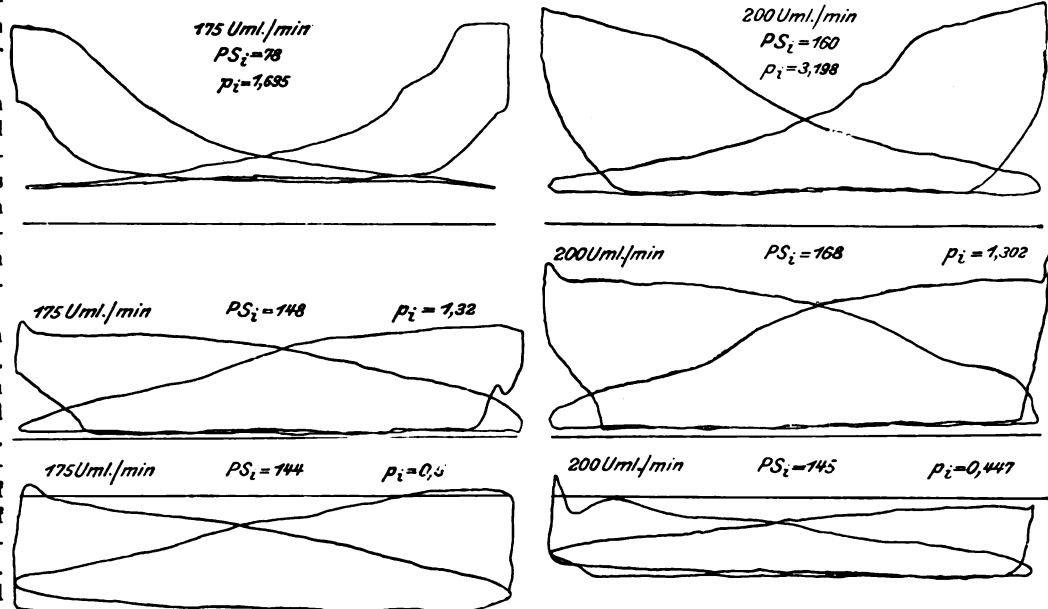 175 Uml./min
PSi=78
pi=1,695
200 Uml./min
PSi=160
pi=3,198
175 Uml./min PSi=148 pi=1,32
200 Uml./min PSi=168 pi=1,302
175 Uml./min PSi=144
200 Uml./min PSi=145 pi=0,447